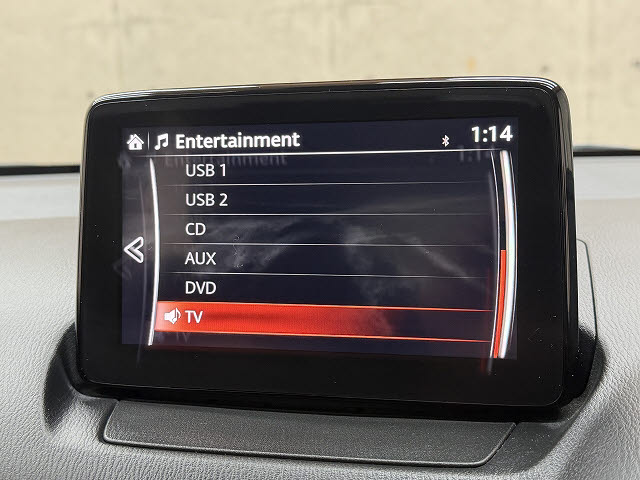 Entertainment
1:14
USB 1
USB 2
CD
AUX
DVD
TV